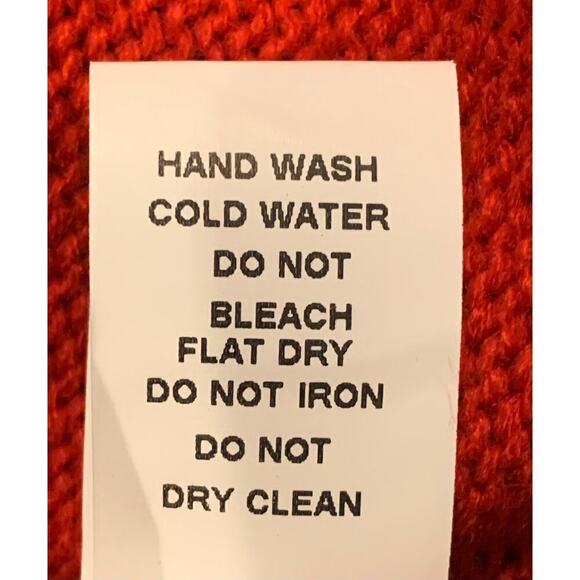 HAND WASH
COLD WATER
DO NOT
BLEACH
FLAT DRY
DO NOT IRON
DO NOT
DRY CLEAN